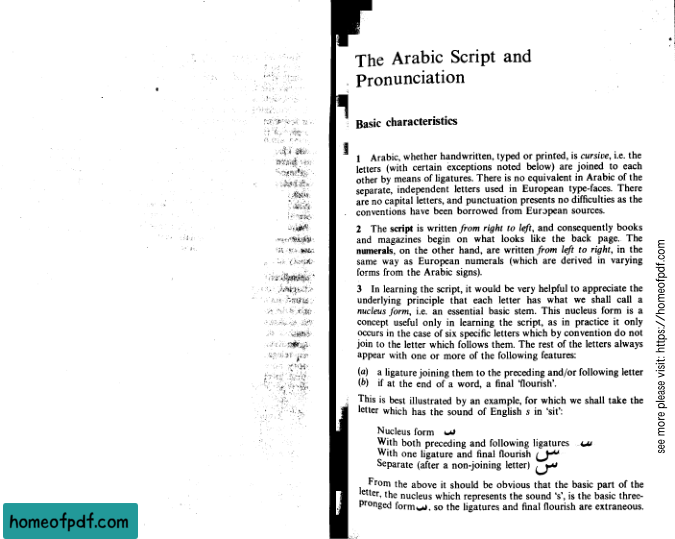 The Arabic Script and
Pronunciation
Basic characteristics
1 Arabic, whether handwritten, typed or printed, is cursive, i.e. the
letters (with certain exceptions noted below) are joined to each
other by means of ligatures. There is no equivalent in Arabic of the
separate, independent letters used in European type-faces. There
are no capital letters, and punctuation presents no difficulties as the
conventions have been borrowed from European sources.
2 The script is written from right to left, and consequently books
and magazines begin on what looks like the back page. The
numerals, on the other hand, are written from left to right, in the
same way as European numerals (which are derived in varying
forms from the Arabic signs).
3 In learning the script, it would be very helpful to appreciate the
underlying principle that each letter has what we shall call a
nucleus form, i.e. an essential basic stem. This nucleus form is a
concept useful only in learning the script, as in practice it only
occurs in the case of six specific letters which by convention do not
join to the letter which follows them. The rest of the letters always
appear with one or more of the following features:
(a) a ligature joining them to the preceding and/or following letter
(b) if at the end of a word, a final ‘flourish’.
This is best illustrated by an example, for which we shall take the
letter which has the sound of English s in ‘sit’:
Nucleus form ﺳ
With both preceding and following ligatures ﺴ
With one ligature and final flourish ﺲ
Separate (after a non-joining letter) س
From the above it should be obvious that the basic part of the
letter, the nucleus which represents the sound ‘s’, is the basic three-
pronged form ﺳ, so the ligatures and final flourish are extraneous.
see more please visit: https://homeofpdf.com
homeofpdf.com